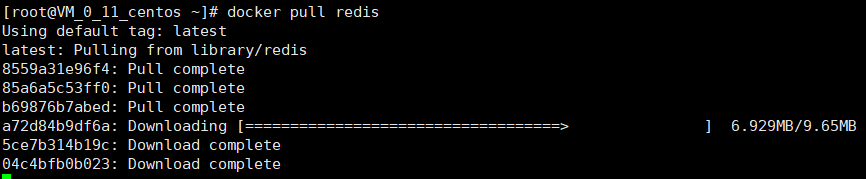 [root@VM_0_11_centos ~]# docker pull redis
Using default tag: latest
latest: Pulling from library/redis
8559a31e96f4: Pull complete
85a6a5c53ff0: Pull complete
b69876b7abed: Pull complete
a72d84b9df6a: Downloading [===================================>               ]  6.929MB/9.65MB
5ce7b314b19c: Download complete
04c4bfb0b023: Download complete